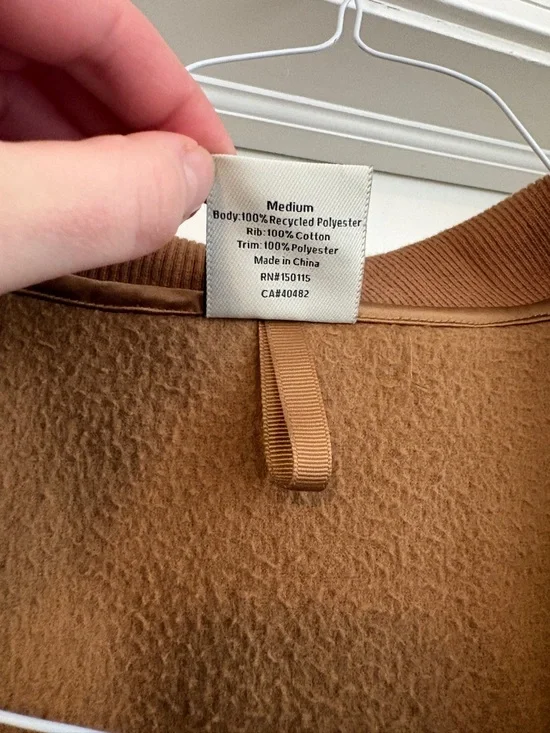 Medium
Body:100% Recycled Polyester
Rib:100% Cotton
Trim:100% Polyester
Made in China
RN#150115
CA#40482